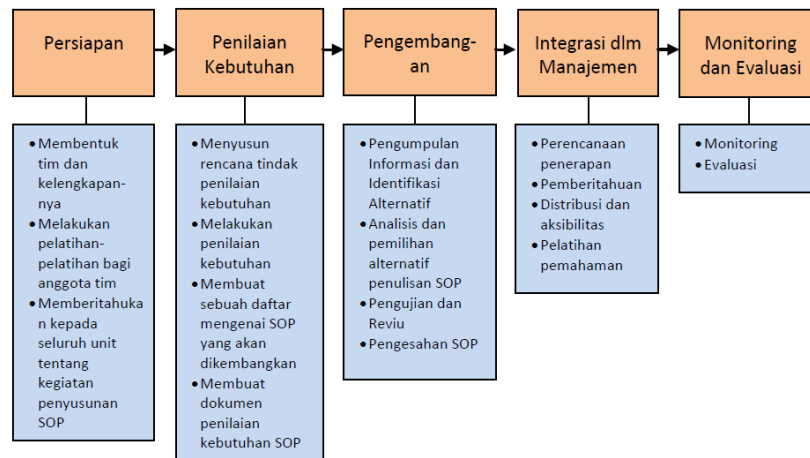 Persiapan
Penilaian
Kebutuhan
Pengembang-
an
Integrasi dlm
Manajemen
Monitoring
dan Evaluasi
• Membentuk
tim dan
kelengkapan-
nya
• Melakukan
pelatihan-
pelatihan bagi
anggota tim
• Memberitahuka
n kepada
seluruh unit
tentang
kegiatan
penyusunan
SOP
• Menyusun
rencana tindak
penilaian
kebutuhan
• Melakukan
penilaian
kebutuhan
• Membuat
sebuah daftar
mengenai SOP
yang akan
dikembangkan
• Membuat
dokumen
penilaian
kebutuhan SOP
• Pengumpulan
Informasi dan
Identifikasi
Alternatif
• Analisis dan
pemilihan
alternatif
penulisan SOP
• Pengujian dan
Reviu
• Pengesahan SOP
• Perencanaan
penerapan
• Pemberitahuan
• Distribusi dan
aksibilitas
• Pelatihan
pemahaman
• Monitoring
• Evaluasi